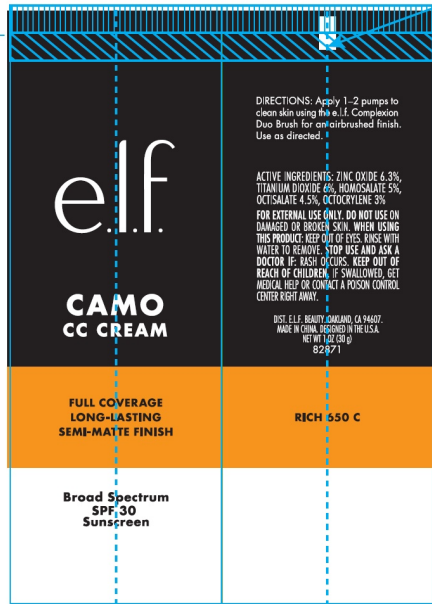 e.l.f.
CAMO
CC CREAM
FULL COVERAGE
LONG-LASTING
SEMI-MATTE FINISH
Broad Spectrum
SPF 30
Sunscreen
DIRECTIONS: Apply 1–2 pumps to
clean skin using the e.l.f. Complexion
Duo Brush for an airbrushed finish.
Use as directed.
ACTIVE INGREDIENTS: ZINC OXIDE 6.3%,
TITANIUM DIOXIDE 6%, HOMOSALATE 5%,
OCTISALATE 4.5%, OCTOCRYLENE 3%
FOR EXTERNAL USE ONLY. DO NOT USE ON
DAMAGED OR BROKEN SKIN. WHEN USING
THIS PRODUCT: KEEP OUT OF EYES. RINSE WITH
WATER TO REMOVE. STOP USE AND ASK A
DOCTOR IF: RASH OCCURS. KEEP OUT OF
REACH OF CHILDREN. IF SWALLOWED, GET
MEDICAL HELP OR CONTACT A POISON CONTROL
CENTER RIGHT AWAY.
DIST. E.L.F. BEAUTY, OAKLAND, CA 94607.
MADE IN CHINA. DESIGNED IN THE U.S.A.
NET WT 1 OZ (30 g)
82871
RICH 650 C